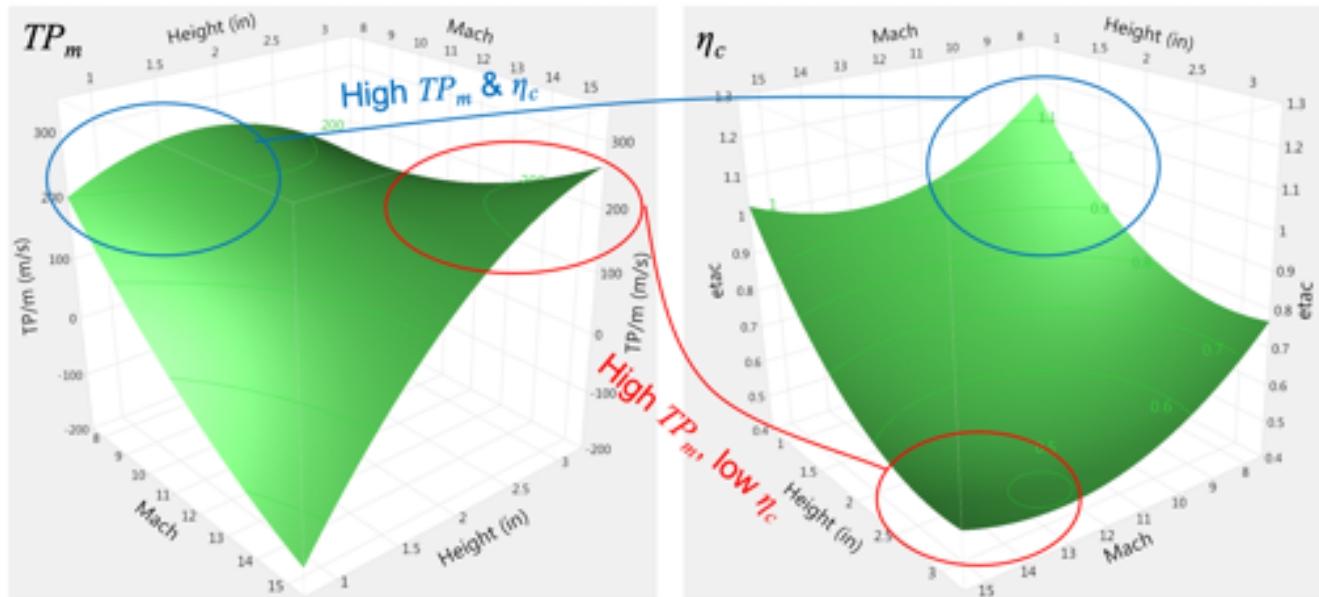 TPm
Height (in)
Mach
1 1.5 2 2.5 3 8 9 10 11 12 13 14 15
High TPm & ηc
200
300
200
100
0
-100
-200
TP/m (m/s)
8 9 10 11 12 13 14 15
Mach
1 1.5 2 2.5 3
Height (in)
300
200
100
0
-100
-200
TP/m (m/s)
High TPm, low ηc
ηc
Mach
Height (in)
15 14 13 12 11 10 9 8 1 1.5 2 2.5 3
1.3
1.2
1.1
1
0.9
0.8
0.7
0.6
0.5
0.4
etac
1
1.1
1
0.9
0.7
0.6
0.5
1.3
1.2
1.1
1
0.9
0.8
0.7
0.6
0.5
0.4
etac
1 1.5 2 2.5 3
Height (in)
15 14 13 12 11 10 9 8
Mach